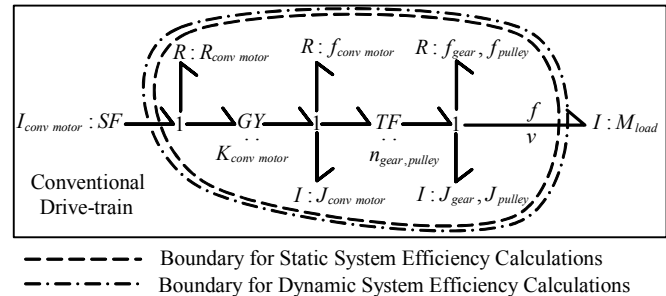 R : R_conv motor R : f_conv motor R : f_gear , f_pulley
I_conv motor : SF 1 GY 1 TF 1 f v I : M_load
.. ..
K_conv motor n_gear,pulley
I : J_conv motor I : J_gear , J_pulley
Conventional
Drive-train
Boundary for Static System Efficiency Calculations
Boundary for Dynamic System Efficiency Calculations